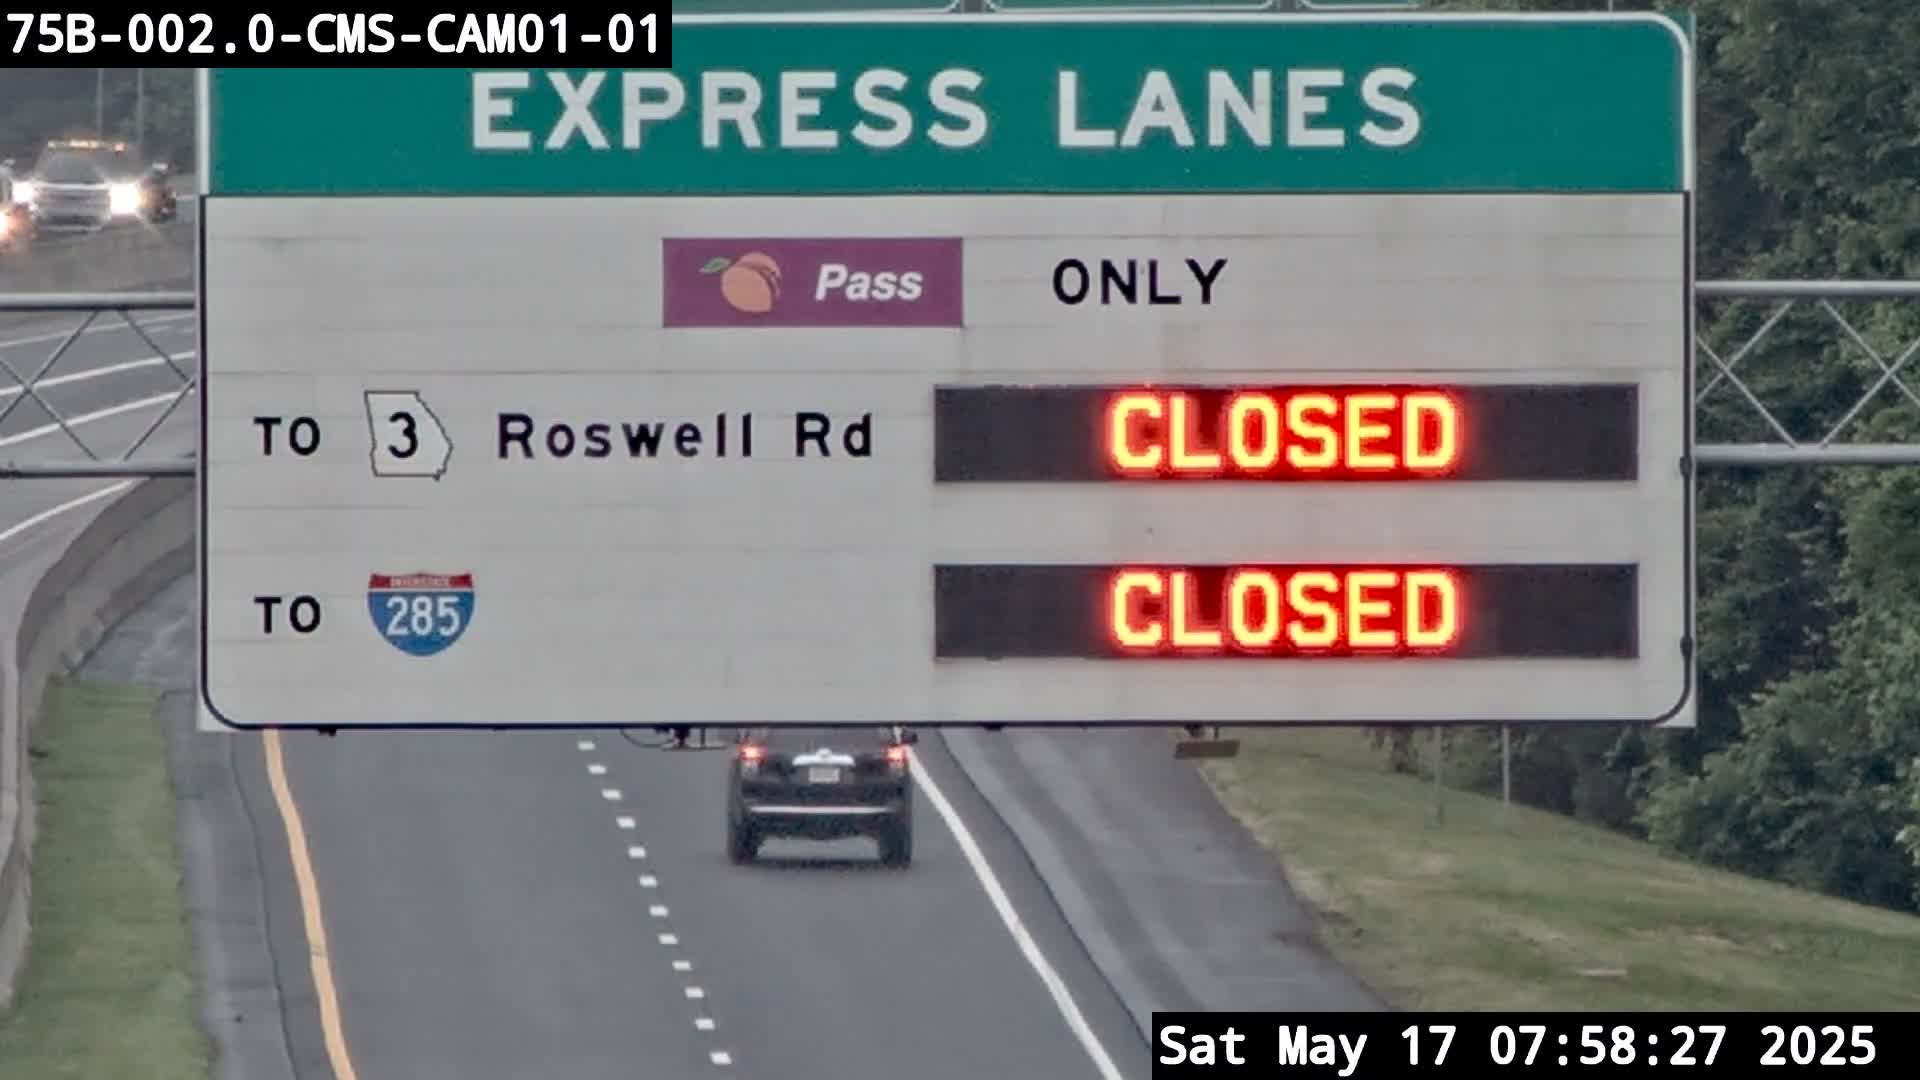 75B-002.0-CMS-CAM01-01
EXPRESS LANES
Pass ONLY
TO 3 Roswell Rd CLOSED
INTERSTATE
TO 285 CLOSED
Sat May 17 07:58:27 2025